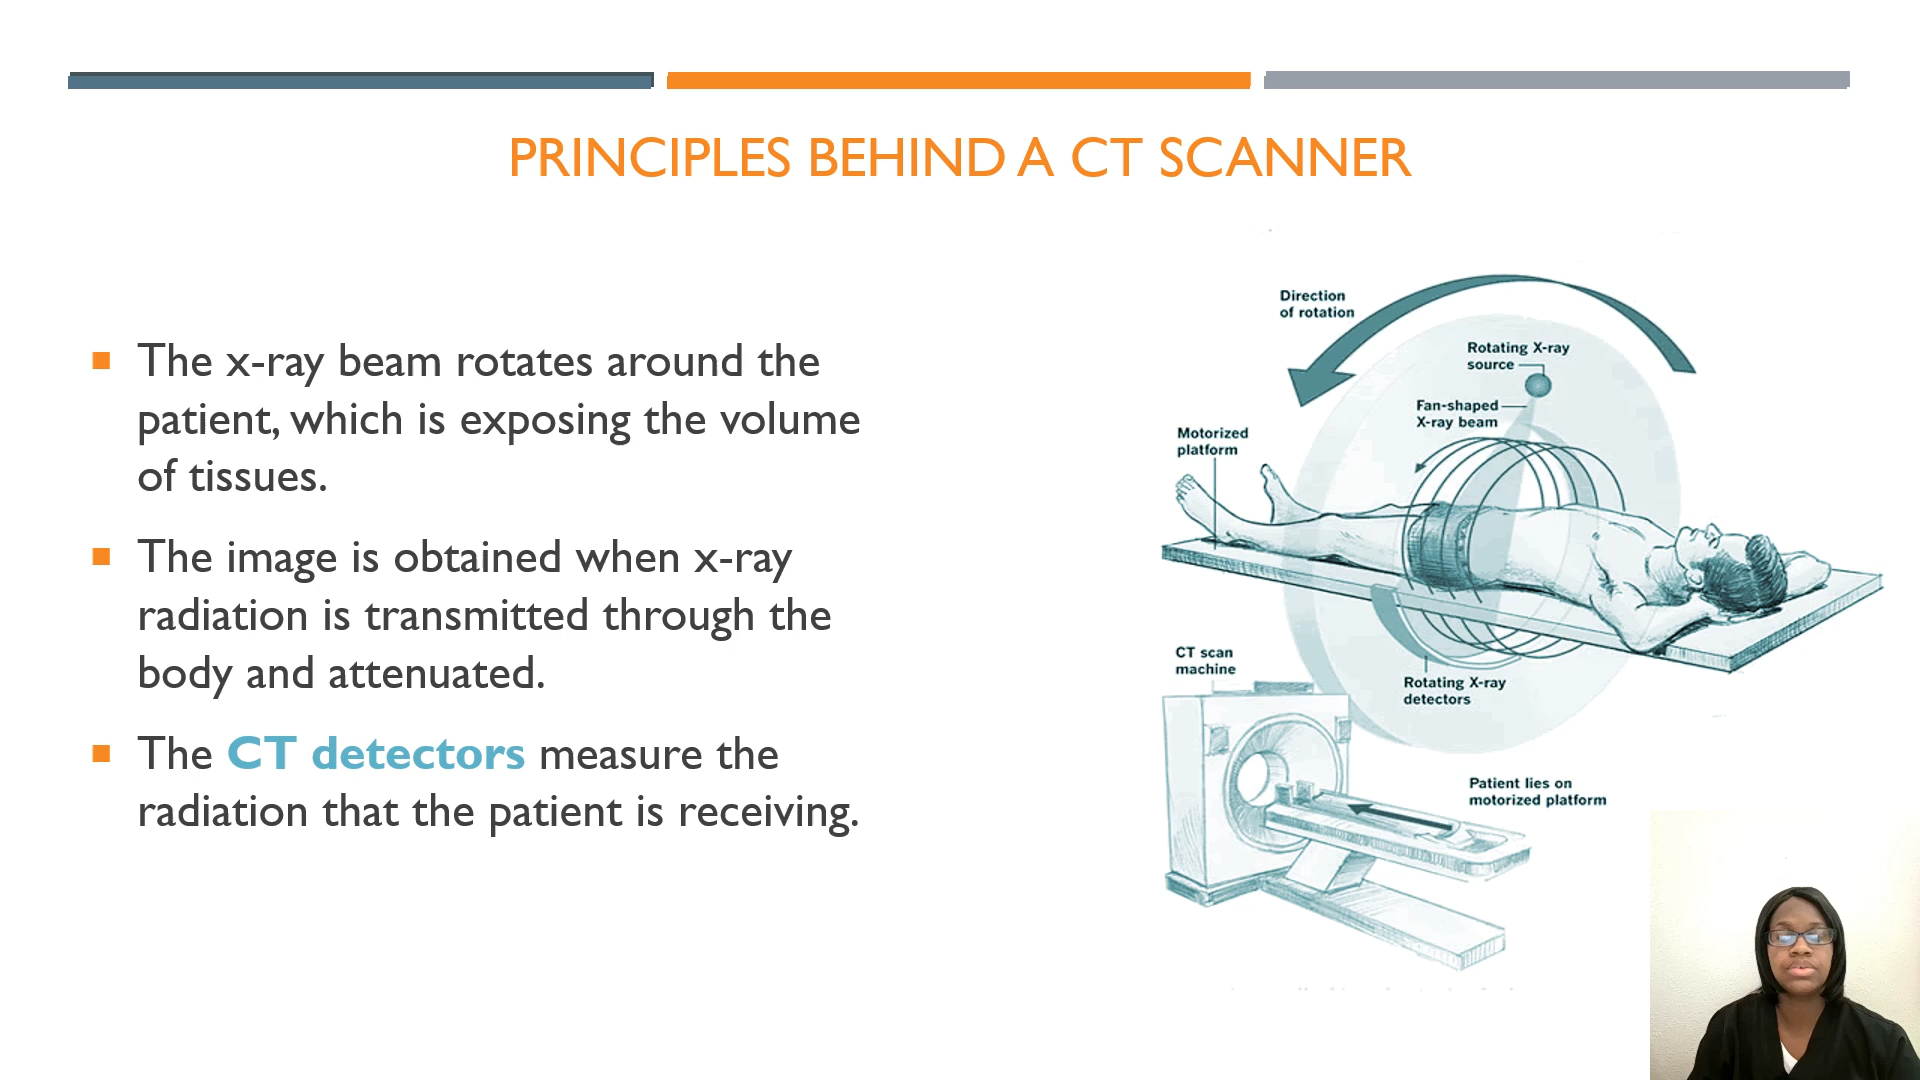 PRINCIPLES BEHIND A CT SCANNER
The x-ray beam rotates around the
patient, which is exposing the volume
of tissues.
The image is obtained when x-ray
radiation is transmitted through the
body and attenuated.
The CT detectors measure the
radiation that the patient is receiving.
Direction
of rotation
Rotating X-ray
source
Fan-shaped
X-ray beam
Motorized
platform
CT scan
machine
Rotating X-ray
detectors
Patient lies on
motorized platform